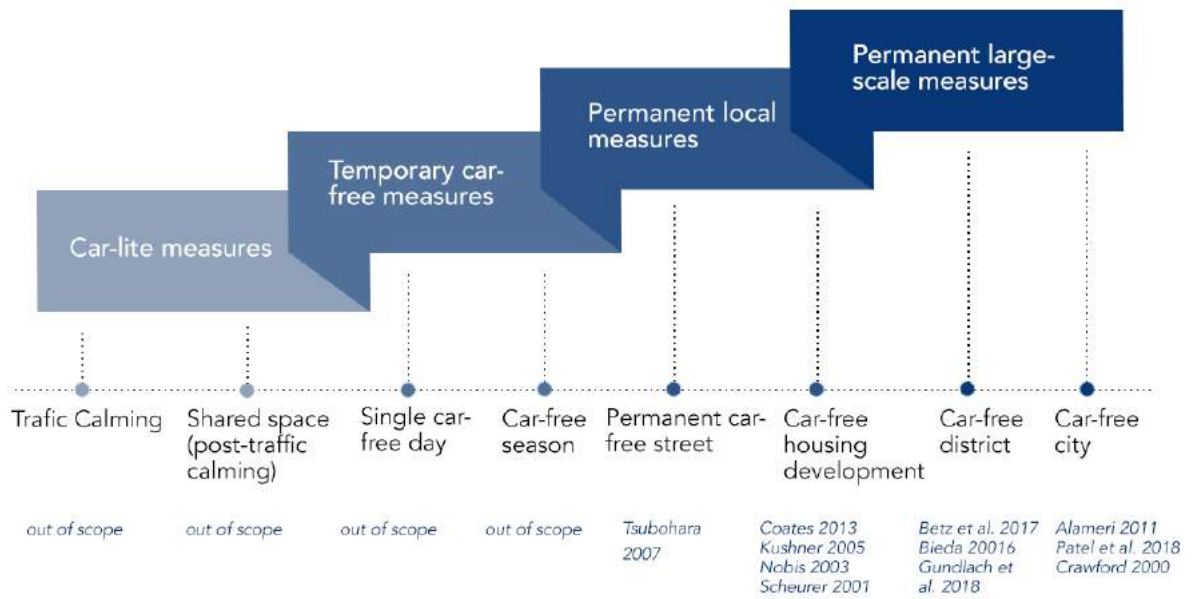 Permanent large-
scale measures
Permanent local
measures
Temporary car-
free measures
Car-lite measures
Trafic Calming
Shared space
(post-traffic
calming)
Single car-
free day
Car-free
season
Permanent car-
free street
Car-free
housing
development
Car-free
district
Car-free
city
out of scope
out of scope
out of scope
out of scope
Tsubohara
2007
Coates 2013
Kushner 2005
Nobis 2003
Scheurer 2001
Betz et al. 2017
Bieda 20016
Gundlach et
al. 2018
Alameri 2011
Patel et al. 2018
Crawford 2000